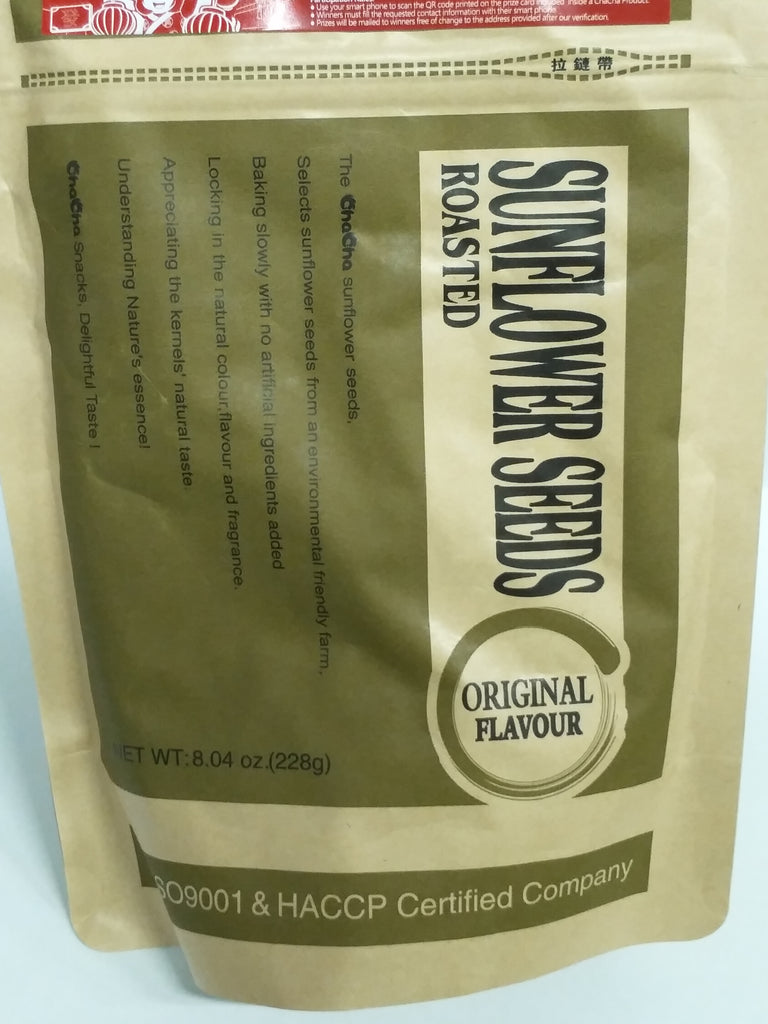 • Use your smart phone to scan the QR code printed on the prize card included inside a ChaCha Product.
• Winners must fill the requested contact information with their smart phone.
• Prizes will be mailed to winners free of change to the address provided after our verification.
拉鏈帶
SUNFLOWER SEEDS
ROASTED
ORIGINAL
FLAVOUR
The ChaCha sunflower seeds,
Selects sunflower seeds from an environmental friendly farm,
Baking slowly with no artificial ingredients added
Locking in the natural colour,flavour and fragrance.
Appreciating the kernels' natural taste
Understanding Nature's essence!
ChaCha Snacks, Delightful Taste !
NET WT:8.04 oz.(228g)
ISO9001 & HACCP Certified Company